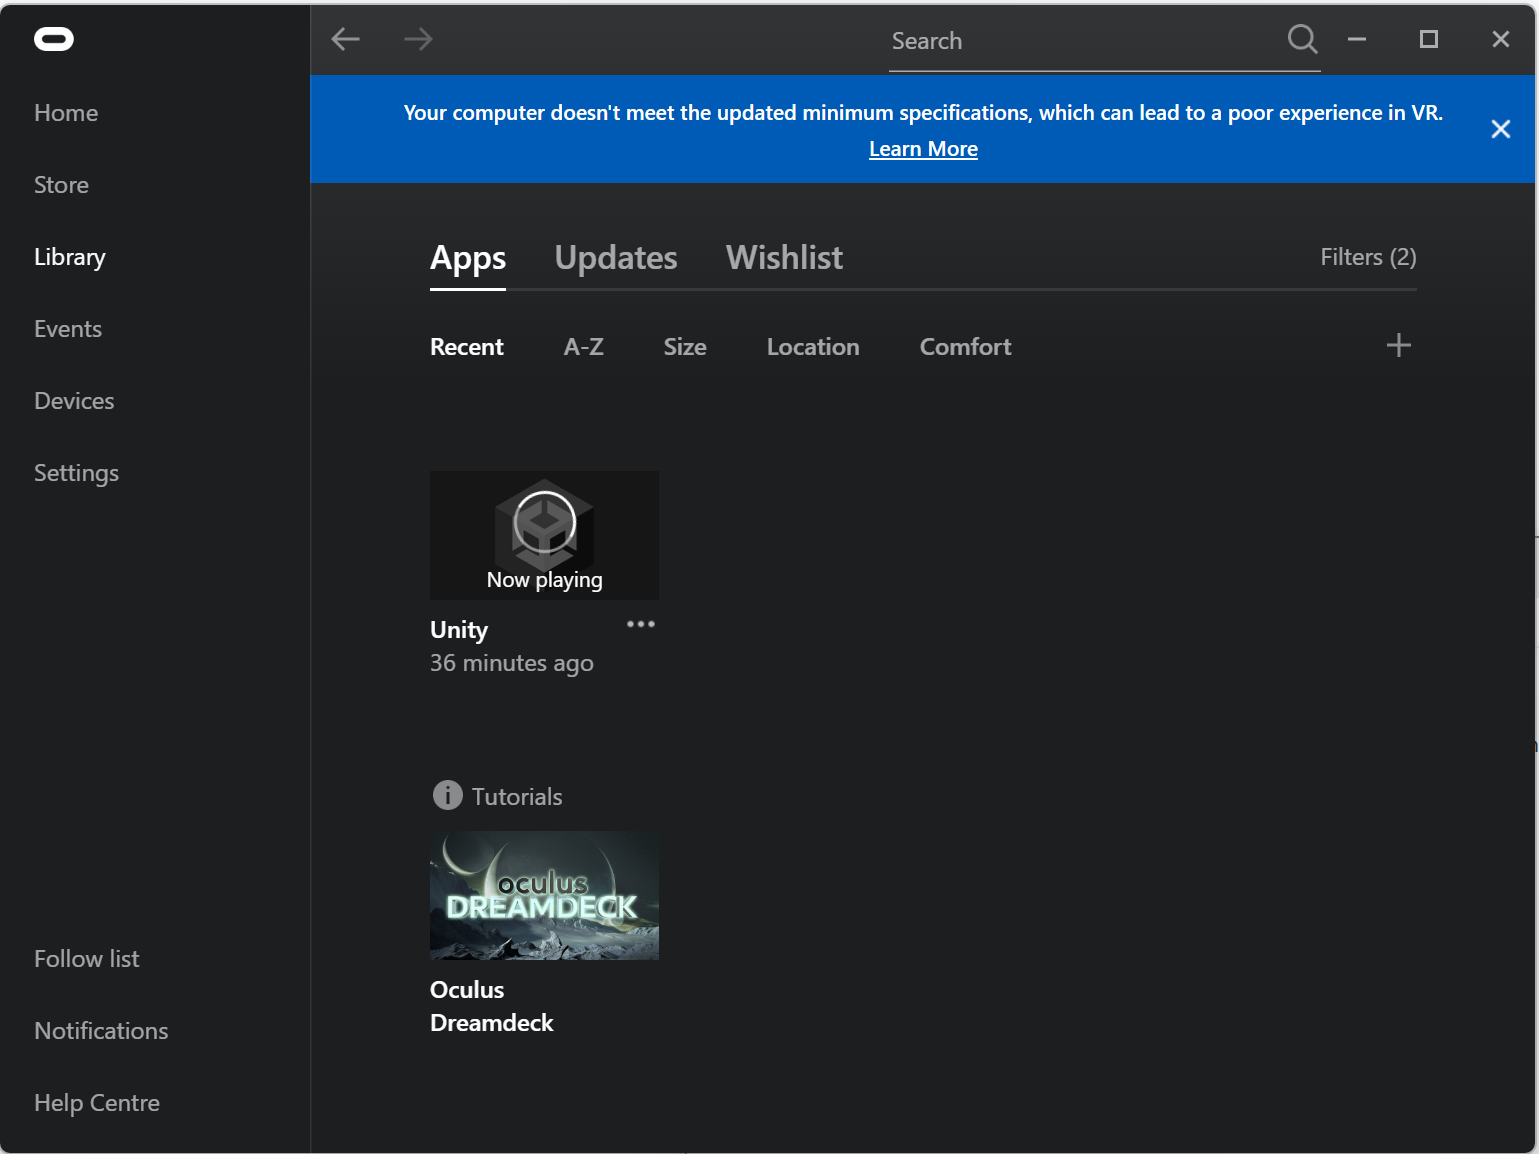 Search
Home
Store
Library
Events
Devices
Settings
Follow list
Notifications
Help Centre
Your computer doesn't meet the updated minimum specifications, which can lead to a poor experience in VR.
Learn More
Apps Updates Wishlist Filters (2)
Recent A-Z Size Location Comfort
Now playing
Unity
36 minutes ago
Tutorials
oculus
DREAMDECK
Oculus
Dreamdeck